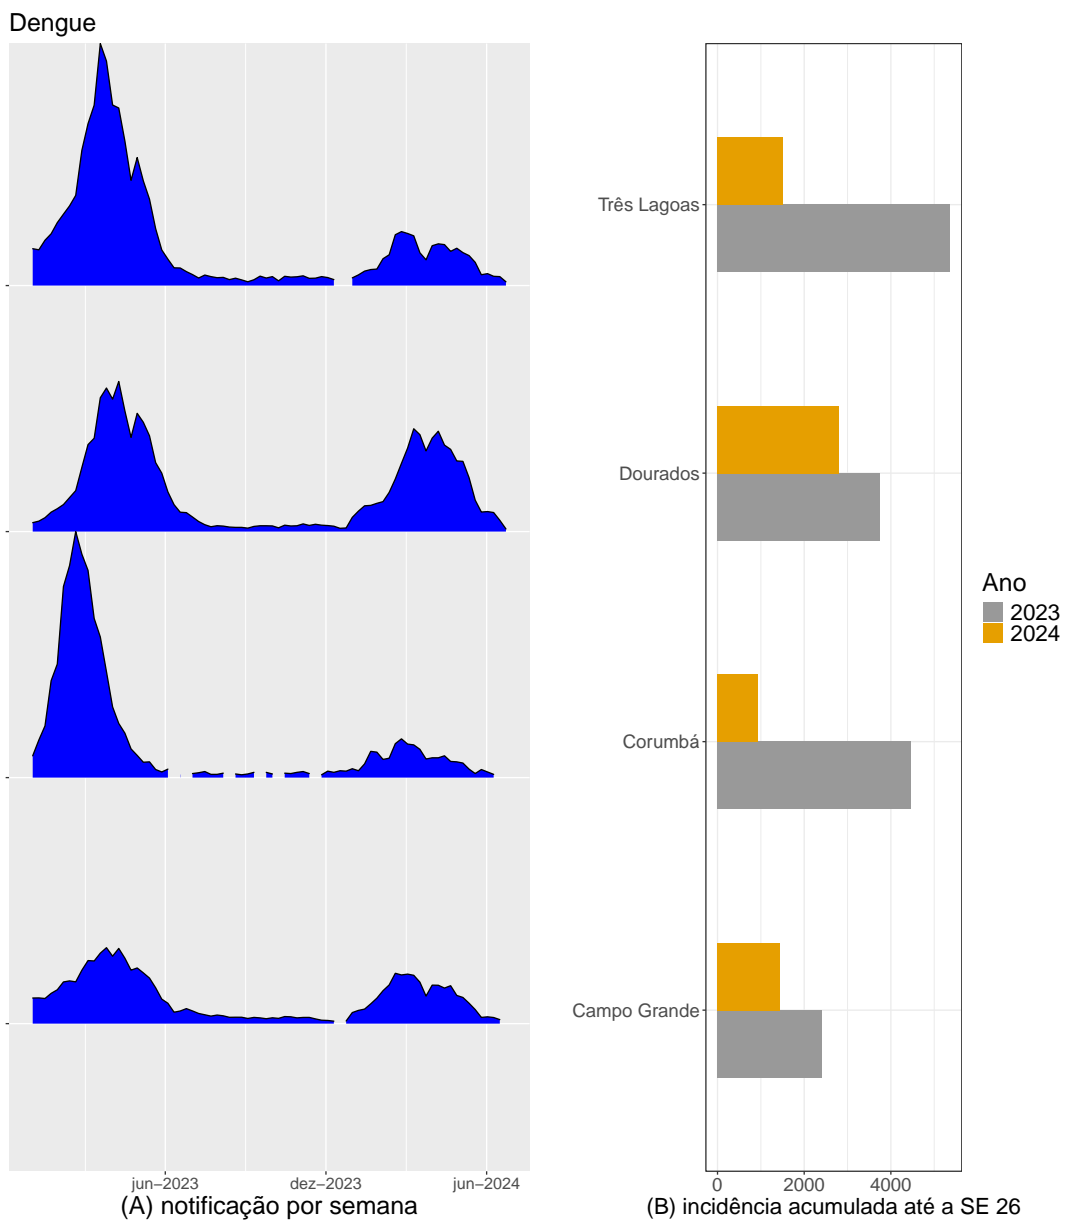 Dengue
Três Lagoas
Dourados
Corumbá
Campo Grande
jun–2023
dez–2023
jun–2024
(A) notificação por semana
0
2000
4000
(B) incidência acumulada até a SE 26
Ano
2023
2024